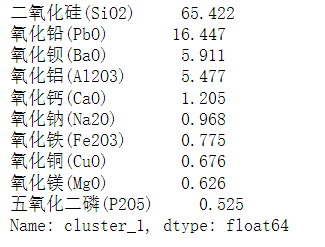 二氧化硅(SiO2) 65.422
氧化铅(PbO) 16.447
氧化钡(BaO) 5.911
氧化铝(Al2O3) 5.477
氧化钙(CaO) 1.205
氧化钠(Na2O) 0.968
氧化铁(Fe2O3) 0.775
氧化铜(CuO) 0.676
氧化镁(MgO) 0.626
五氧化二磷(P2O5) 0.525
Name: cluster_1, dtype: float64